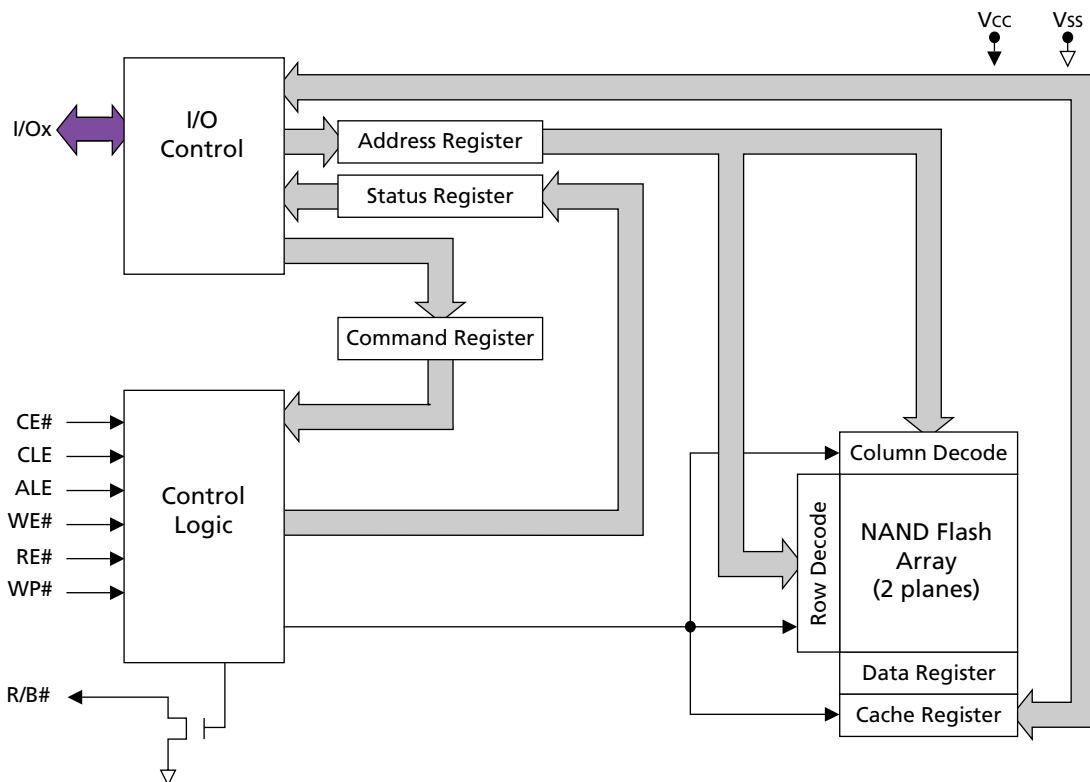 Vcc
Vss
I/Ox
I/O
Control
Address Register
Status Register
Command Register
CE#
CLE
ALE
WE#
RE#
WP#
Control
Logic
R/B#
Column Decode
Row Decode
NAND Flash
Array
(2 planes)
Data Register
Cache Register